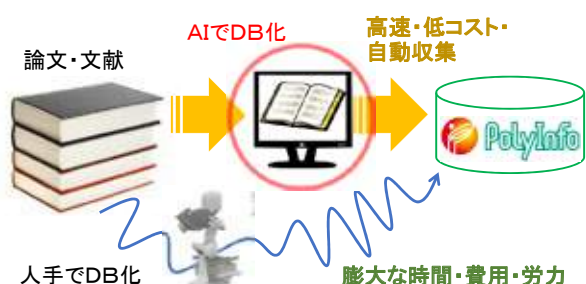 AIでDB化
高速・低コスト・
自動収集
論文・文献
PolyInfo
人手でDB化
膨大な時間・費用・労力